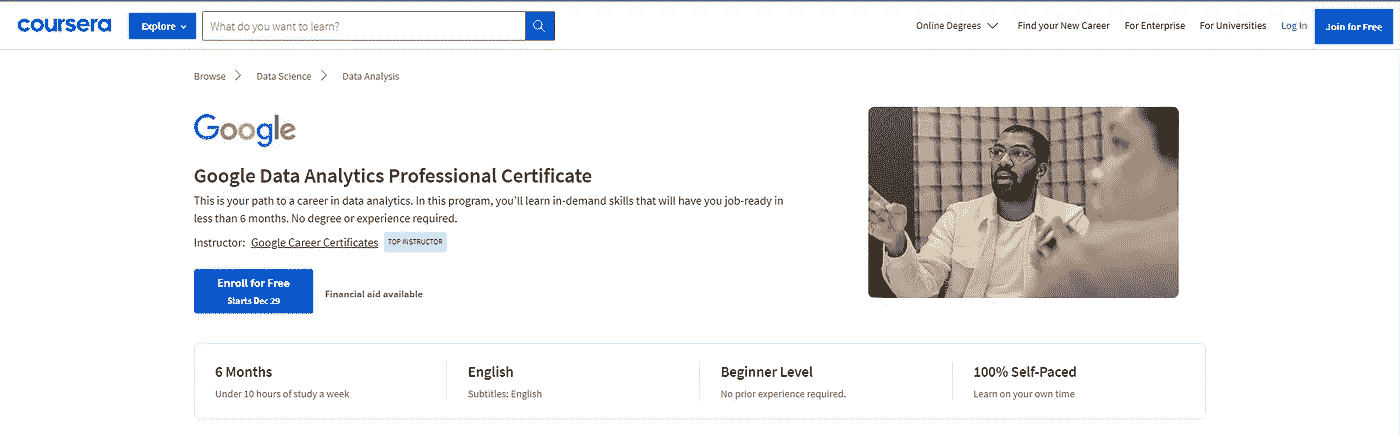 coursera
Explore
What do you want to learn?
Online Degrees
Find your New Career
For Enterprise
For Universities
Log In
Join for Free
Browse
Data Science
Data Analysis
Google
Google Data Analytics Professional Certificate
This is your path to a career in data analytics. In this program, you'll learn in-demand skills that will have you job-ready in
less than 6 months. No degree or experience required.
Instructor: Google Career Certificates TOP INSTRUCTOR
Enroll for Free
Starts Dec 29
Financial aid available
6 Months
Under 10 hours of study a week
English
Subtitles: English
Beginner Level
No prior experience required.
100% Self-Paced
Learn on your own time